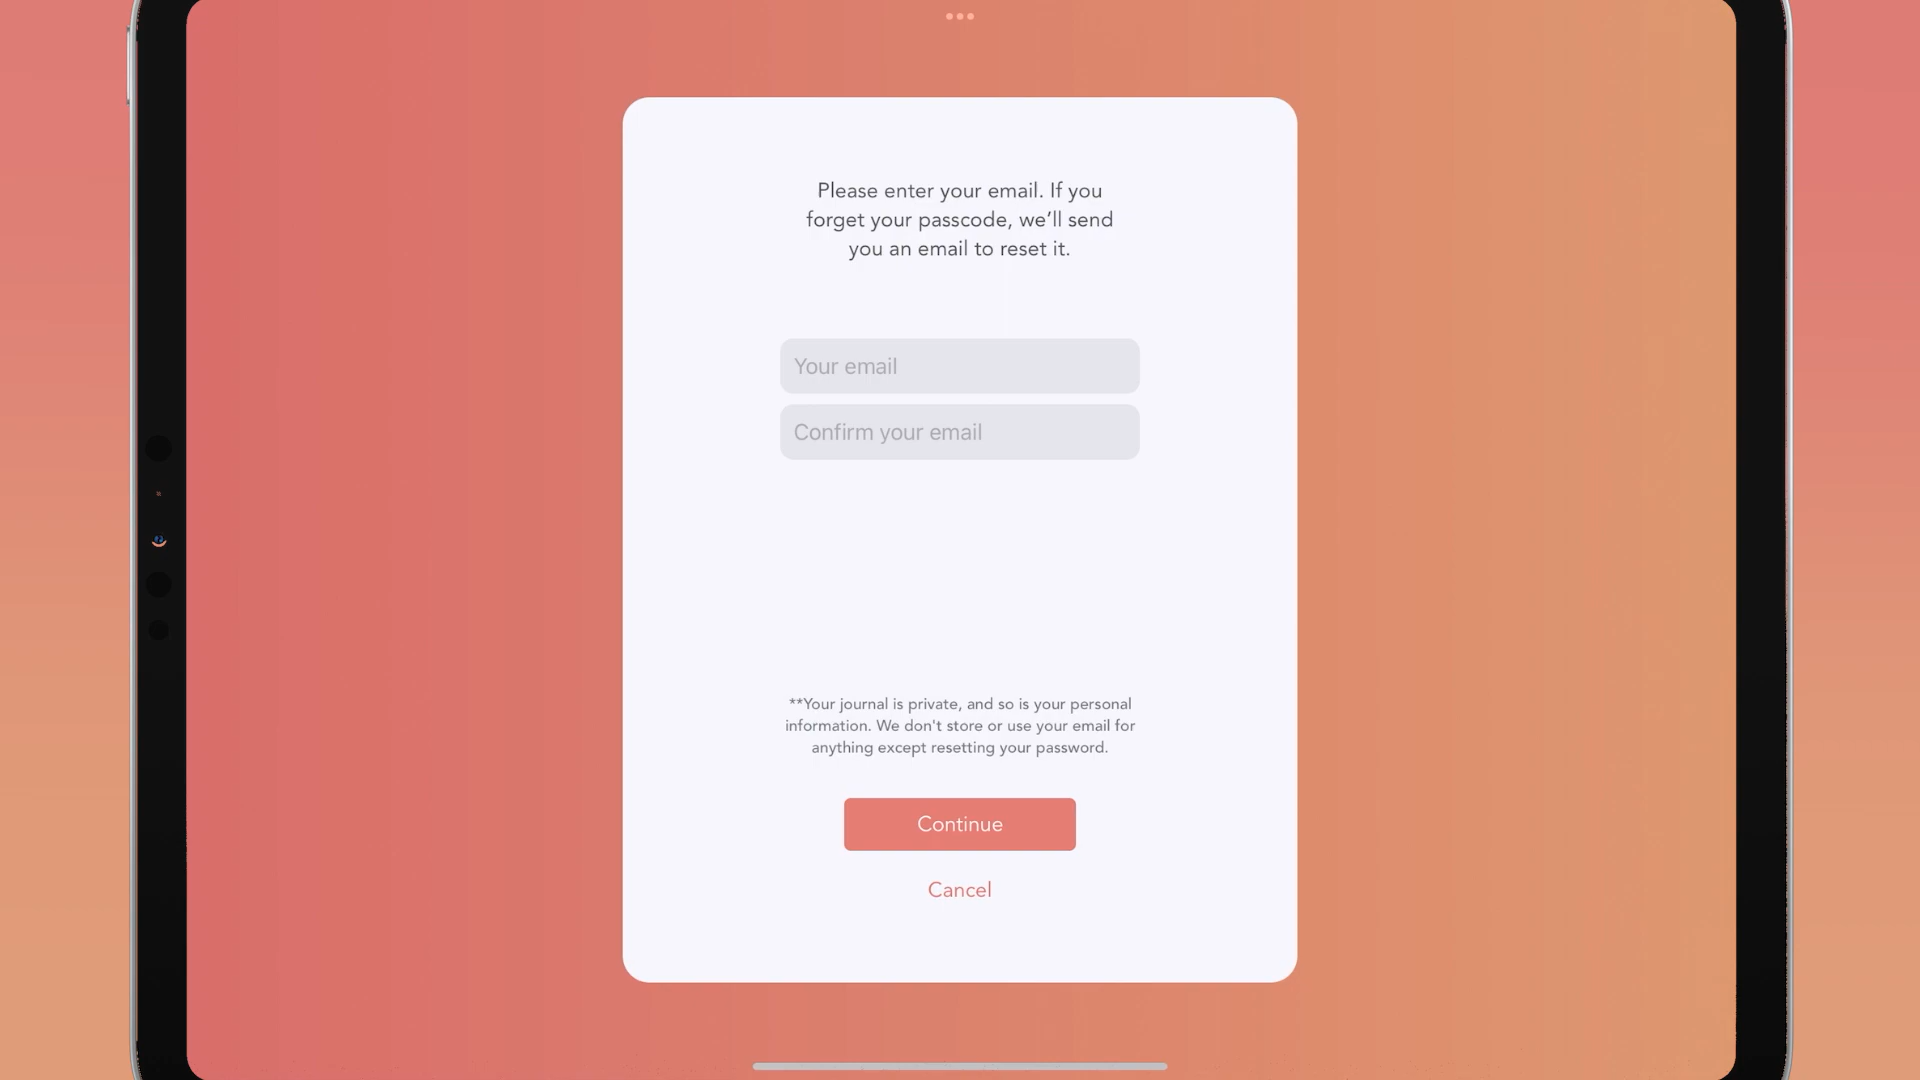 Please enter your email. If you
forget your passcode, we’ll send
you an email to reset it.
Your email
Confirm your email
**Your journal is private, and so is your personal
information. We don't store or use your email for
anything except resetting your password.
Continue
Cancel